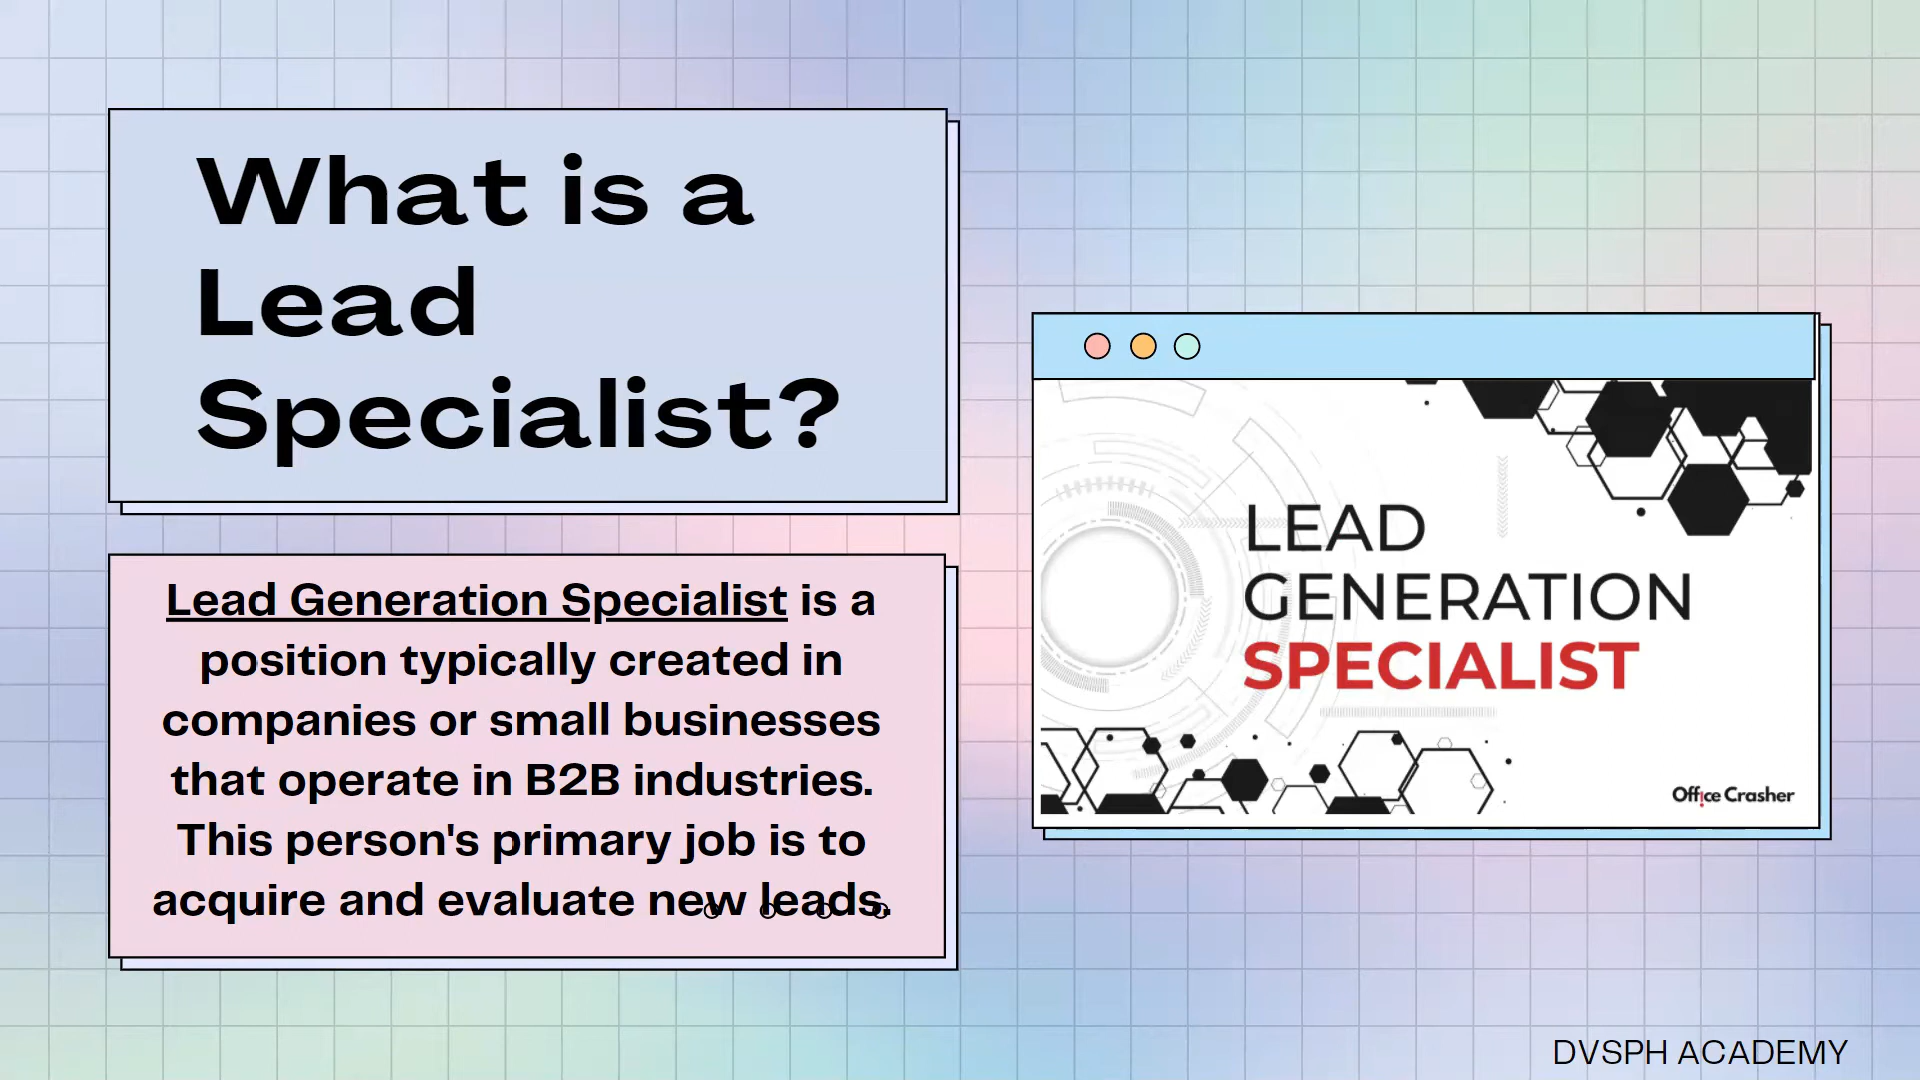 What is a
Lead
Specialist?
Lead Generation Specialist is a
position typically created in
companies or small businesses
that operate in B2B industries.
This person's primary job is to
acquire and evaluate new leads.
LEAD
GENERATION
SPECIALIST
Office Crasher
DVSPH ACADEMY